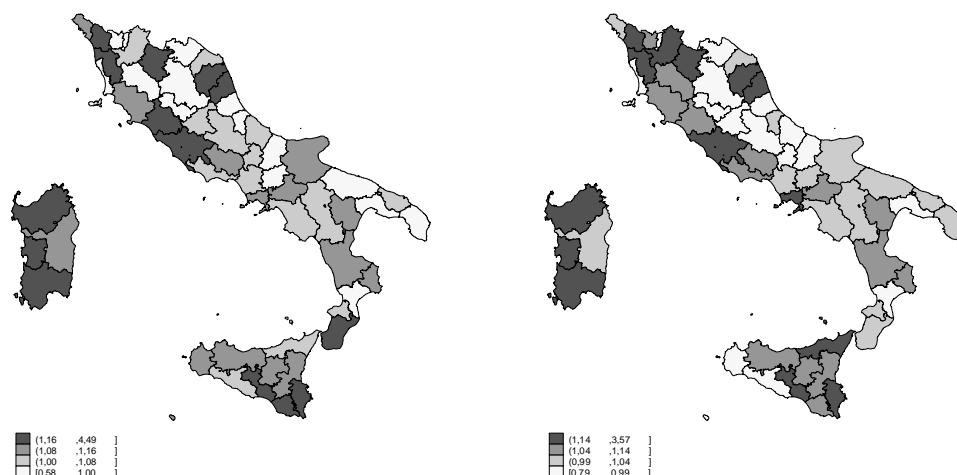 (1,16 ,4,49 ]
(1,08 ,1,16 ]
(1,00 ,1,08 ]
[0,58 ,1,00 ]
(1,14 ,3,57 ]
(1,04 ,1,14 ]
(0,99 ,1,04 ]
[0,79 ,0,99 ]